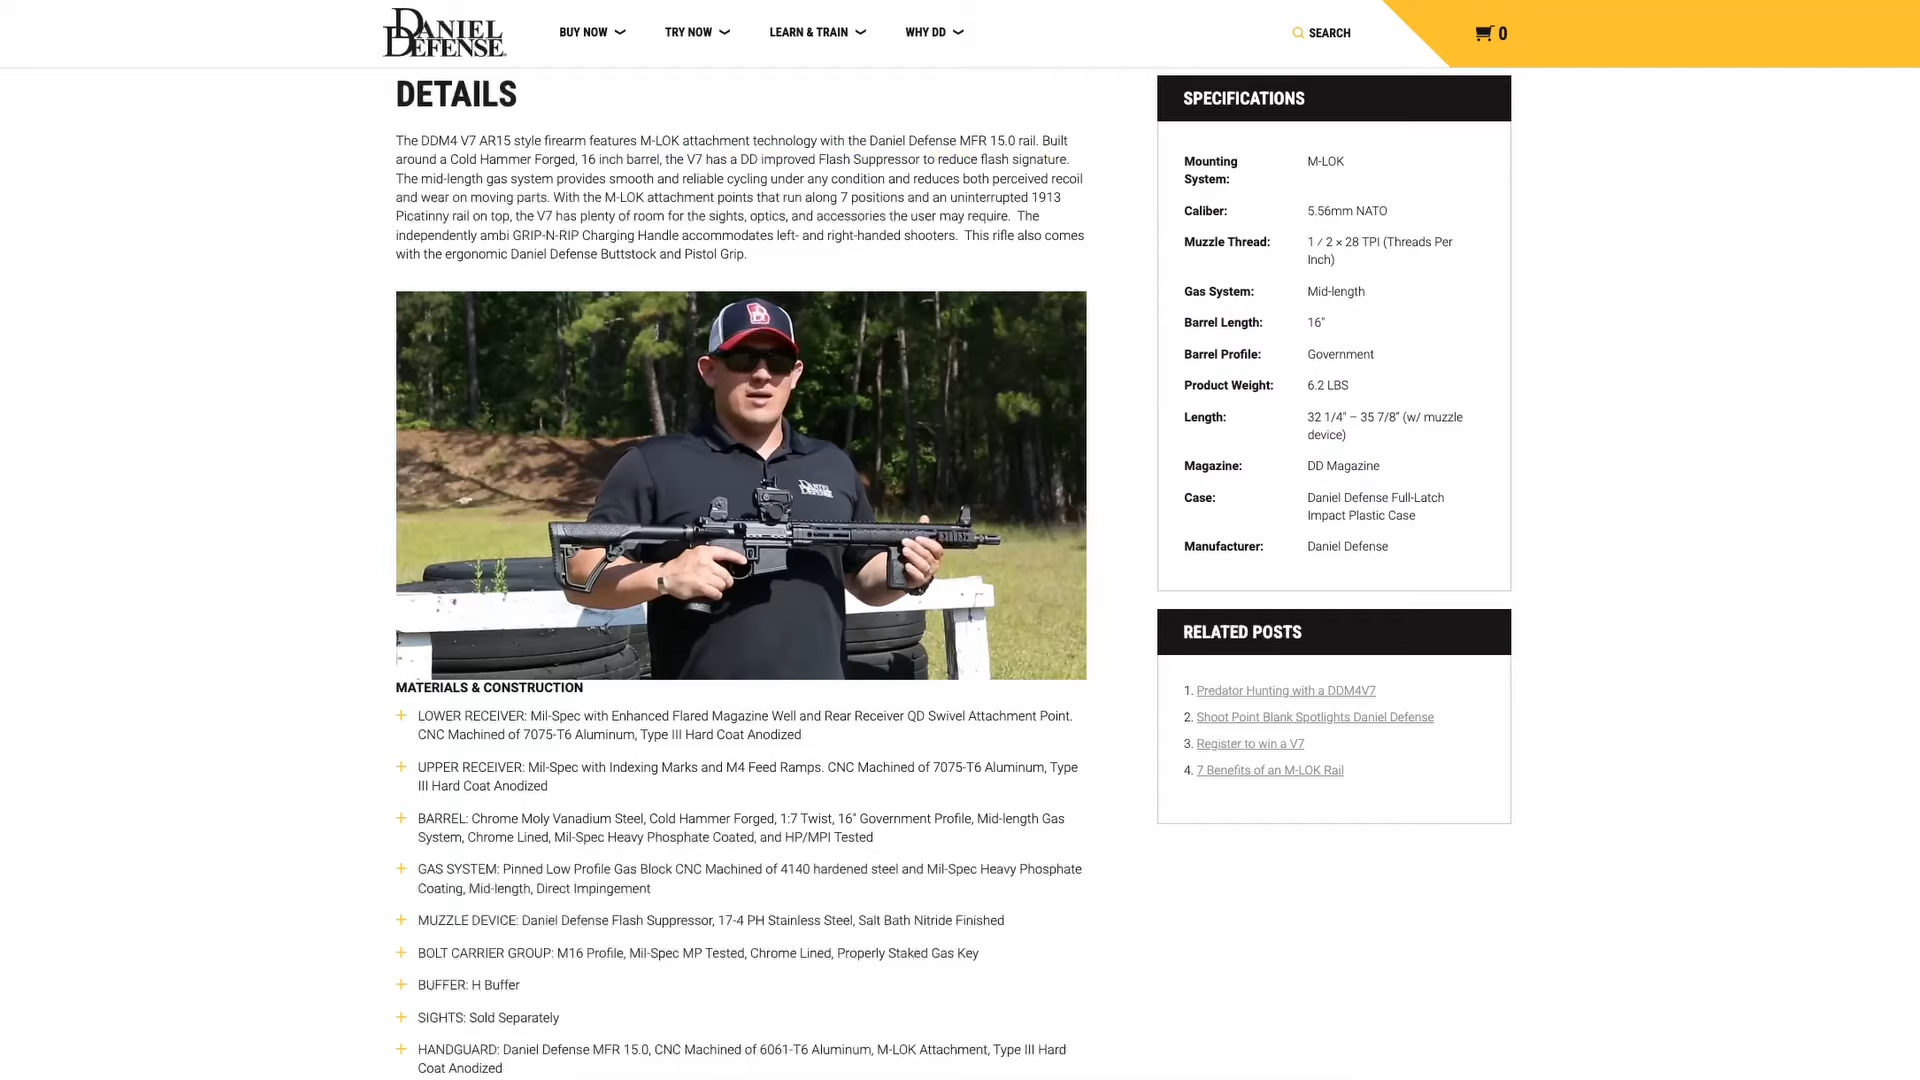 DANIEL DEFENSE
BUY NOW
TRY NOW
LEARN & TRAIN
WHY DD
SEARCH
0
DETAILS
The DDM4 V7 AR15 style firearm features M-LOK attachment technology with the Daniel Defense MFR 15.0 rail. Built
around a Cold Hammer Forged, 16 inch barrel, the V7 has a DD improved Flash Suppressor to reduce flash signature.
The mid-length gas system provides smooth and reliable cycling under any condition and reduces both perceived recoil
and wear on moving parts. With the M-LOK attachment points that run along 7 positions and an uninterrupted 1913
Picatinny rail on top, the V7 has plenty of room for the sights, optics, and accessories the user may require. The
independently ambi GRIP-N-RIP Charging Handle accommodates left- and right-handed shooters. This rifle also comes
with the ergonomic Daniel Defense Buttstock and Pistol Grip.
DANIEL DEFENSE
MATERIALS & CONSTRUCTION
+ LOWER RECEIVER: Mil-Spec with Enhanced Flared Magazine Well and Rear Receiver QD Swivel Attachment Point.
CNC Machined of 7075-T6 Aluminum, Type III Hard Coat Anodized
+ UPPER RECEIVER: Mil-Spec with Indexing Marks and M4 Feed Ramps. CNC Machined of 7075-T6 Aluminum, Type
III Hard Coat Anodized
+ BARREL: Chrome Moly Vanadium Steel, Cold Hammer Forged, 1:7 Twist, 16" Government Profile, Mid-length Gas
System, Chrome Lined, Mil-Spec Heavy Phosphate Coated, and HP/MPI Tested
+ GAS SYSTEM: Pinned Low Profile Gas Block CNC Machined of 4140 hardened steel and Mil-Spec Heavy Phosphate
Coating, Mid-length, Direct Impingement
+ MUZZLE DEVICE: Daniel Defense Flash Suppressor, 17-4 PH Stainless Steel, Salt Bath Nitride Finished
+ BOLT CARRIER GROUP: M16 Profile, Mil-Spec MP Tested, Chrome Lined, Properly Staked Gas Key
+ BUFFER: H Buffer
+ SIGHTS: Sold Separately
+ HANDGUARD: Daniel Defense MFR 15.0, CNC Machined of 6061-T6 Aluminum, M-LOK Attachment, Type III Hard
Coat Anodized
SPECIFICATIONS
Mounting M-LOK
System:
Caliber: 5.56mm NATO
Muzzle Thread: 1 / 2 × 28 TPI (Threads Per
Inch)
Gas System: Mid-length
Barrel Length: 16"
Barrel Profile: Government
Product Weight: 6.2 LBS
Length: 32 1/4" – 35 7/8" (w/ muzzle
device)
Magazine: DD Magazine
Case: Daniel Defense Full-Latch
Impact Plastic Case
Manufacturer: Daniel Defense
RELATED POSTS
1. Predator Hunting with a DDM4V7
2. Shoot Point Blank Spotlights Daniel Defense
3. Register to win a V7
4. 7 Benefits of an M-LOK Rail